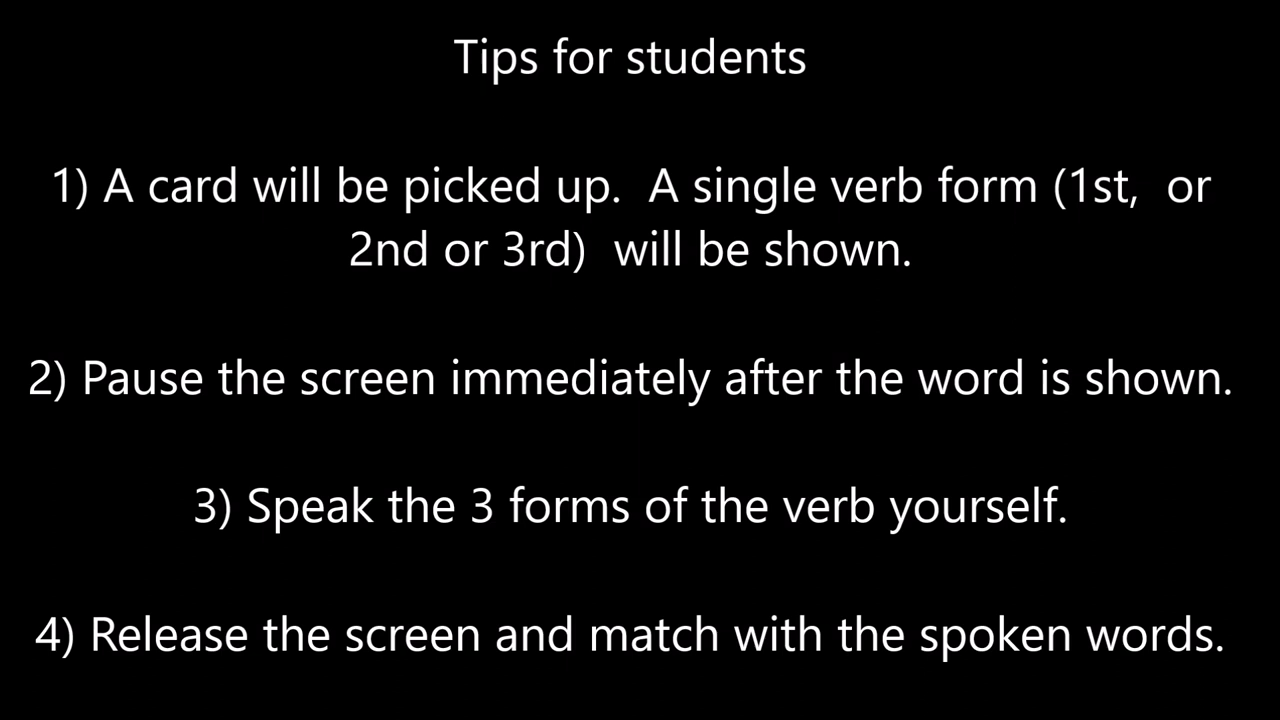 Tips for students
1) A card will be picked up.  A single verb form (1st,  or
2nd or 3rd)  will be shown.
2) Pause the screen immediately after the word is shown.
3) Speak the 3 forms of the verb yourself.
4) Release the screen and match with the spoken words.